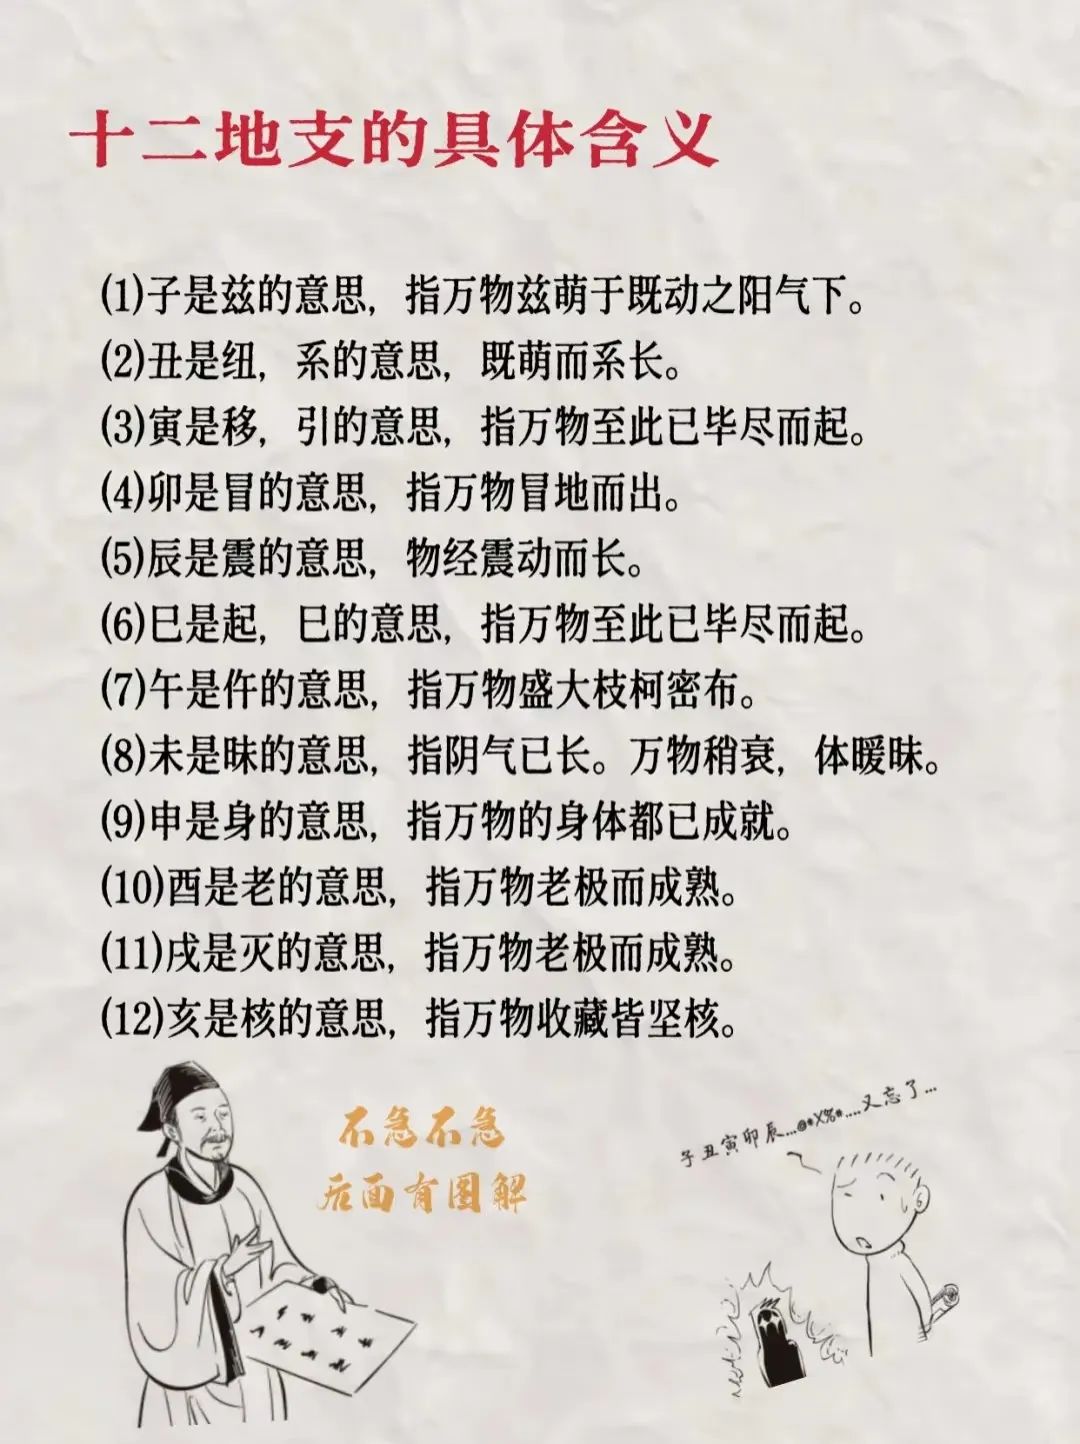 十二地支的具体含义
(1)子是兹的意思，指万物兹萌于既动之阳气下。
(2)丑是纽，系的意思，既萌而系长。
(3)寅是移，引的意思，指万物至此已毕尽而起。
(4)卯是冒的意思，指万物冒地而出。
(5)辰是震的意思，物经震动而长。
(6)巳是起，巳的意思，指万物至此已毕尽而起。
(7)午是仵的意思，指万物盛大枝柯密布。
(8)未是昧的意思，指阴气已长。万物稍衰，体暖昧。
(9)申是身的意思，指万物的身体都已成就。
(10)酉是老的意思，指万物老极而成熟。
(11)戌是灭的意思，指万物老极而成熟。
(12)亥是核的意思，指万物收藏皆坚核。
不急不急
后面有图解
子丑寅卯辰...@*X%*....又忘了...